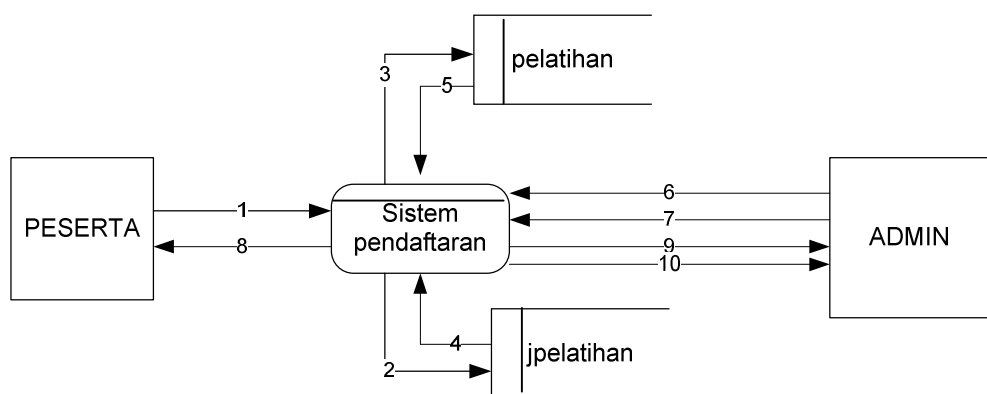 3
pelatihan
5
PESERTA
1
8
Sistem
pendaftaran
6
7
9
10
ADMIN
4
2
jpelatihan